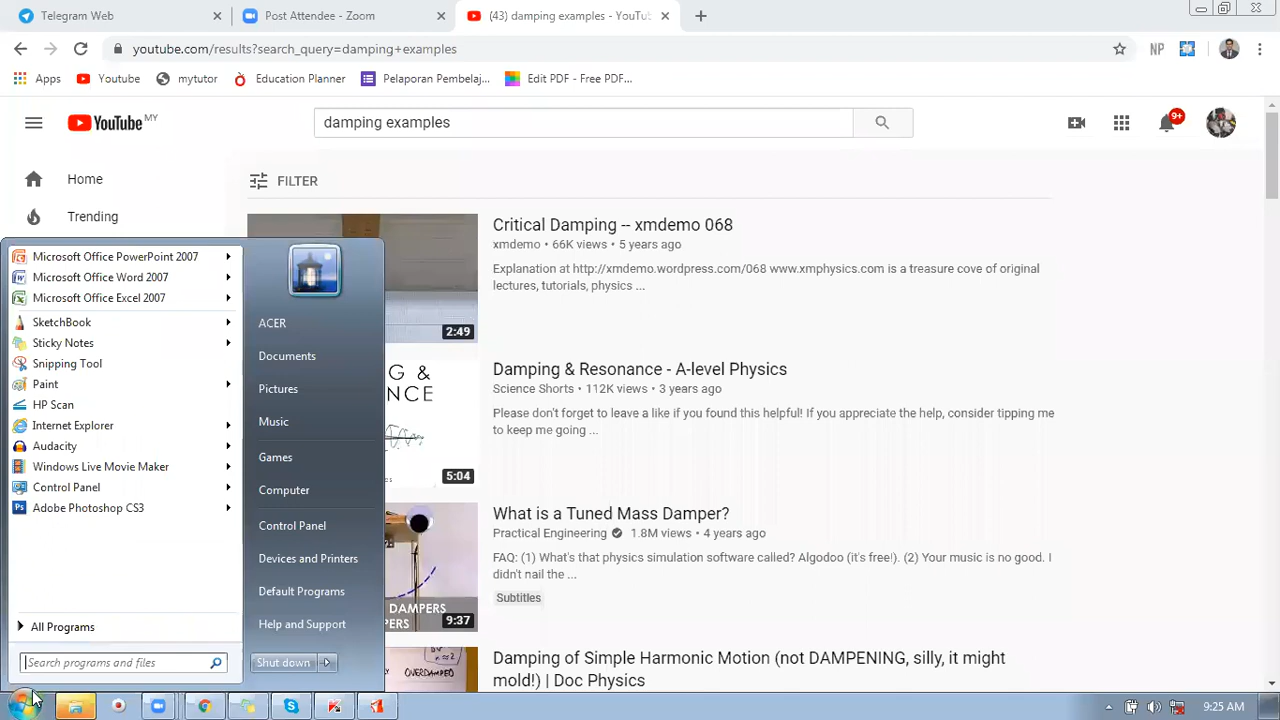 Telegram Web
Post Attendee - Zoom
(43) damping examples - YouTu
youtube.com/results?search_query=damping+examples
NP
Apps
Youtube
mytutor
Education Planner
Pelaporan Pembelaj...
Edit PDF - Free PDF...
YouTube MY
damping examples
9+
Home
FILTER
Trending
Critical Damping -- xmdemo 068
xmdemo • 66K views • 5 years ago
Explanation at http://xmdemo.wordpress.com/068 www.xmphysics.com is a treasure cove of original
lectures, tutorials, physics ...
2:49
Damping & Resonance - A-level Physics
Science Shorts • 112K views • 3 years ago
Please don't forget to leave a like if you found this helpful! If you appreciate the help, consider tipping me
to keep me going ...
G &
NCE
5:04
What is a Tuned Mass Damper?
Practical Engineering 1.8M views • 4 years ago
FAQ: (1) What's that physics simulation software called? Algodoo (it's free!). (2) Your music is no good. I
didn't nail the ...
Subtitles
DAMPERS
PERS
9:37
Damping of Simple Harmonic Motion (not DAMPENING, silly, it might
mold!) | Doc Physics
OVERDAMPED
Microsoft Office PowerPoint 2007
Microsoft Office Word 2007
Microsoft Office Excel 2007
SketchBook
Sticky Notes
Snipping Tool
Paint
HP Scan
Internet Explorer
Audacity
Windows Live Movie Maker
Control Panel
Ps Adobe Photoshop CS3
All Programs
Search programs and files
ACER
Documents
Pictures
Music
Games
Computer
Control Panel
Devices and Printers
Default Programs
Help and Support
Shut down
9:25 AM